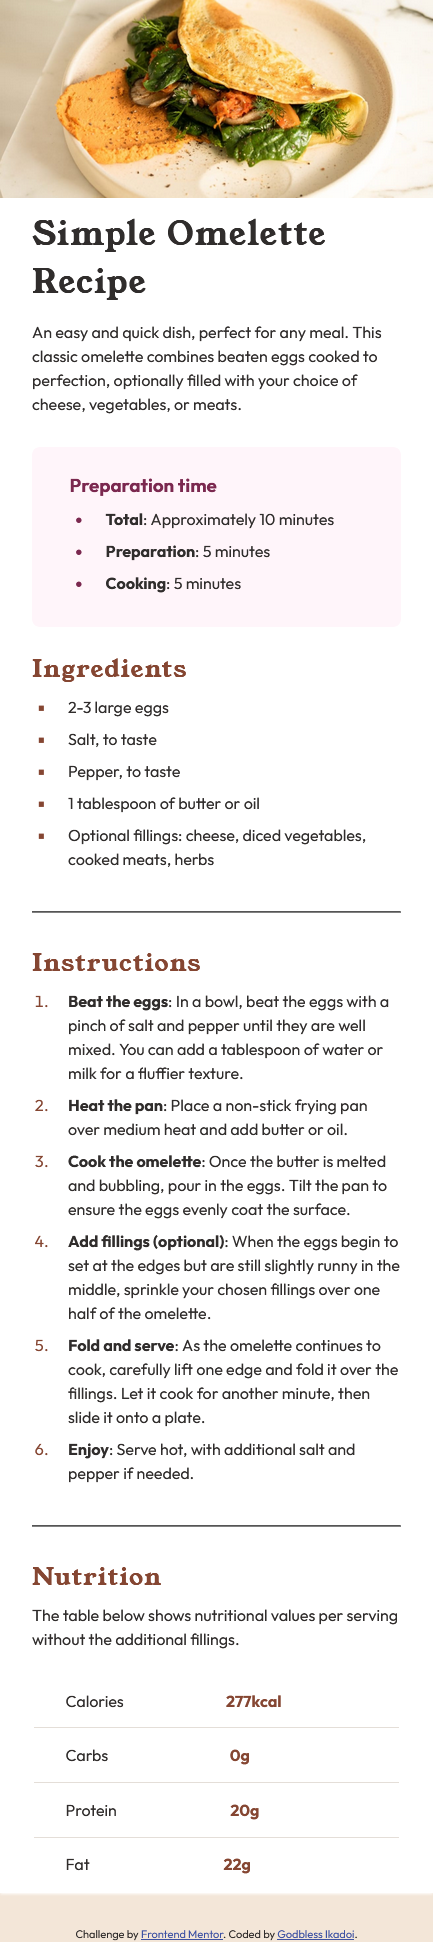 Simple Omelette
Recipe
An easy and quick dish, perfect for any meal. This
classic omelette combines beaten eggs cooked to
perfection, optionally filled with your choice of
cheese, vegetables, or meats.
Preparation time
• Total: Approximately 10 minutes
• Preparation: 5 minutes
• Cooking: 5 minutes
Ingredients
▪ 2-3 large eggs
▪ Salt, to taste
▪ Pepper, to taste
▪ 1 tablespoon of butter or oil
▪ Optional fillings: cheese, diced vegetables,
cooked meats, herbs
Instructions
1. Beat the eggs: In a bowl, beat the eggs with a
pinch of salt and pepper until they are well
mixed. You can add a tablespoon of water or
milk for a fluffier texture.
2. Heat the pan: Place a non-stick frying pan
over medium heat and add butter or oil.
3. Cook the omelette: Once the butter is melted
and bubbling, pour in the eggs. Tilt the pan to
ensure the eggs evenly coat the surface.
4. Add fillings (optional): When the eggs begin to
set at the edges but are still slightly runny in the
middle, sprinkle your chosen fillings over one
half of the omelette.
5. Fold and serve: As the omelette continues to
cook, carefully lift one edge and fold it over the
fillings. Let it cook for another minute, then
slide it onto a plate.
6. Enjoy: Serve hot, with additional salt and
pepper if needed.
Nutrition
The table below shows nutritional values per serving
without the additional fillings.
Calories 277kcal
Carbs 0g
Protein 20g
Fat 22g
Challenge by Frontend Mentor. Coded by Godbless Ikadoi.